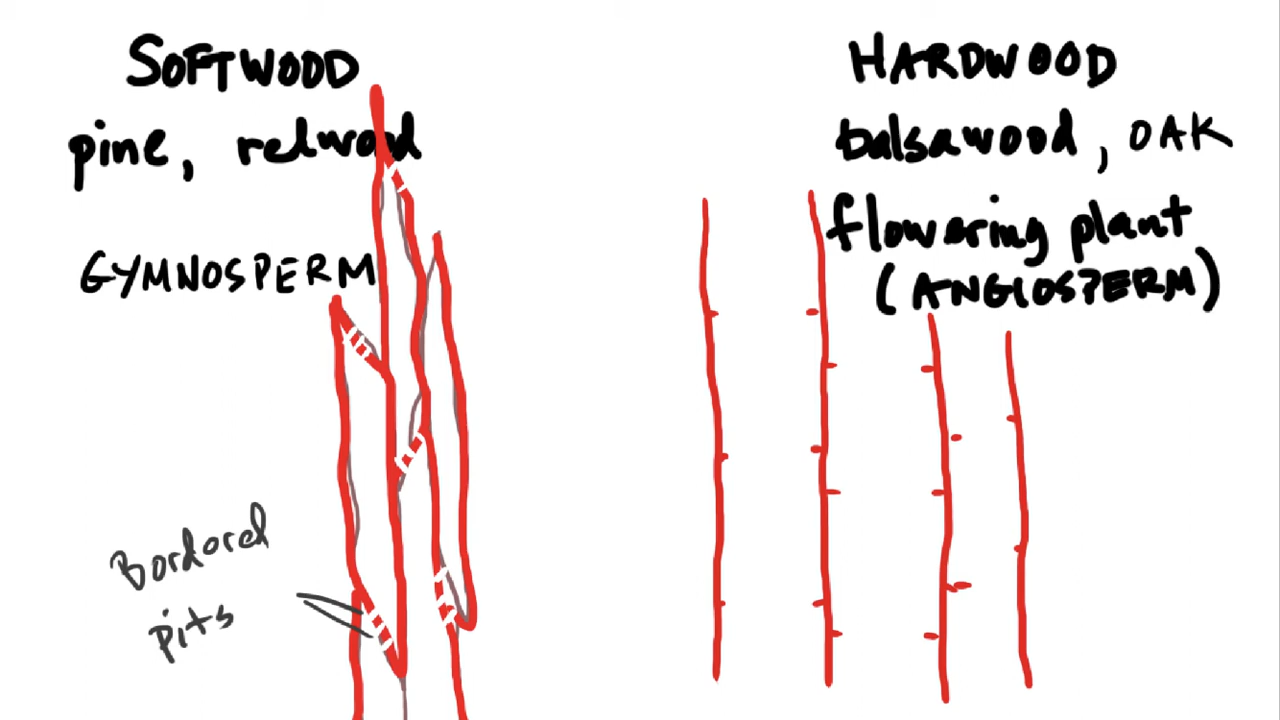 SOFTWOOD
pine, redwood
GYMNOSPERM
Bordered
pits
HARDWOOD
balsawood, OAK
flowering plant
(ANGIOSPERM)